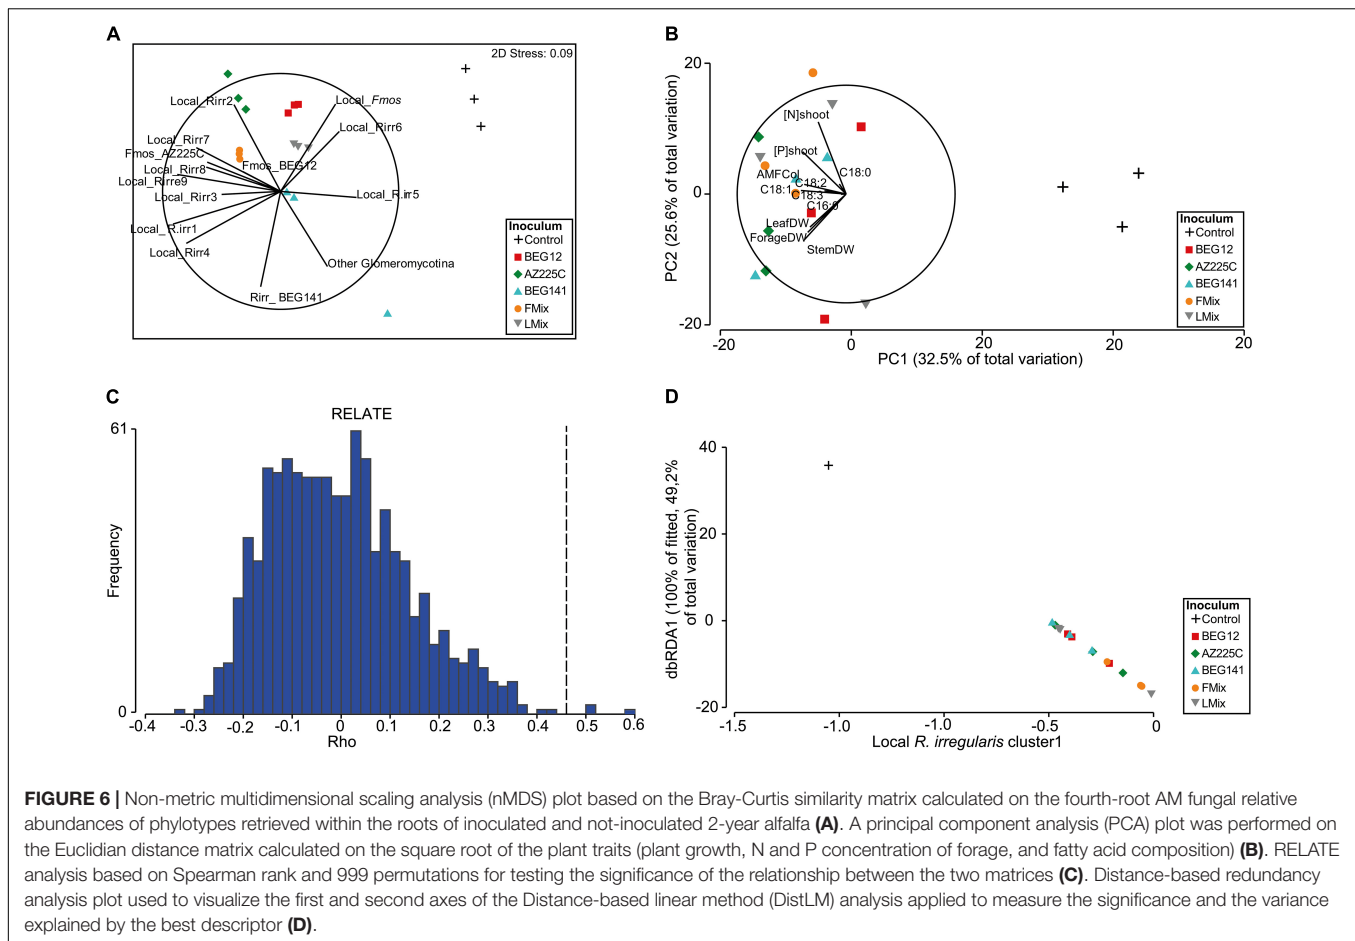 A
2D Stress: 0.09
Local_Rirr2
Local_Fmos
Local_Rirr6
Local_Rirr7
Fmos_AZ225C
Fmos_BEG12
Local_Rirr8
Local_Rirre9
Local_Rirr3
Local_R.irr5
Local_R.irr1
Local_Rirr4
Other Glomeromycotina
Rirr_ BEG141
Inoculum
Control
BEG12
AZ225C
BEG141
FMix
LMix
B
PC2 (25.6% of total variation)
20
0
-20
[N]shoot
[P]shoot
C18:0
AMFCol
C18:2
C18:1
C18:3
C16:0
LeafDW
ForageDW
StemDW
Inoculum
Control
BEG12
AZ225C
BEG141
FMix
LMix
-20
0
20
20
20
PC1 (32.5% of total variation)
C
RELATE
61
Frequency
0
-0.4
-0.3
-0.2
-0.1
0
0.1
0.2
0.3
0.4
0.5
0.6
Rho
D
dbRDA1 (100% of fitted, 49,2%
of total variation)
40
20
0
-20
Inoculum
Control
BEG12
AZ225C
BEG141
FMix
LMix
-1.5
-1.0
-1.0
-0.5
0
Local R. irregularis cluster1
FIGURE 6 | Non-metric multidimensional scaling analysis (nMDS) plot based on the Bray-Curtis similarity matrix calculated on the fourth-root AM fungal relative
abundances of phylotypes retrieved within the roots of inoculated and not-inoculated 2-year alfalfa (A). A principal component analysis (PCA) plot was performed on
the Euclidian distance matrix calculated on the square root of the plant traits (plant growth, N and P concentration of forage, and fatty acid composition) (B). RELATE
analysis based on Spearman rank and 999 permutations for testing the significance of the relationship between the two matrices (C). Distance-based redundancy
analysis plot used to visualize the first and second axes of the Distance-based linear method (DistLM) analysis applied to measure the significance and the variance
explained by the best descriptor (D).